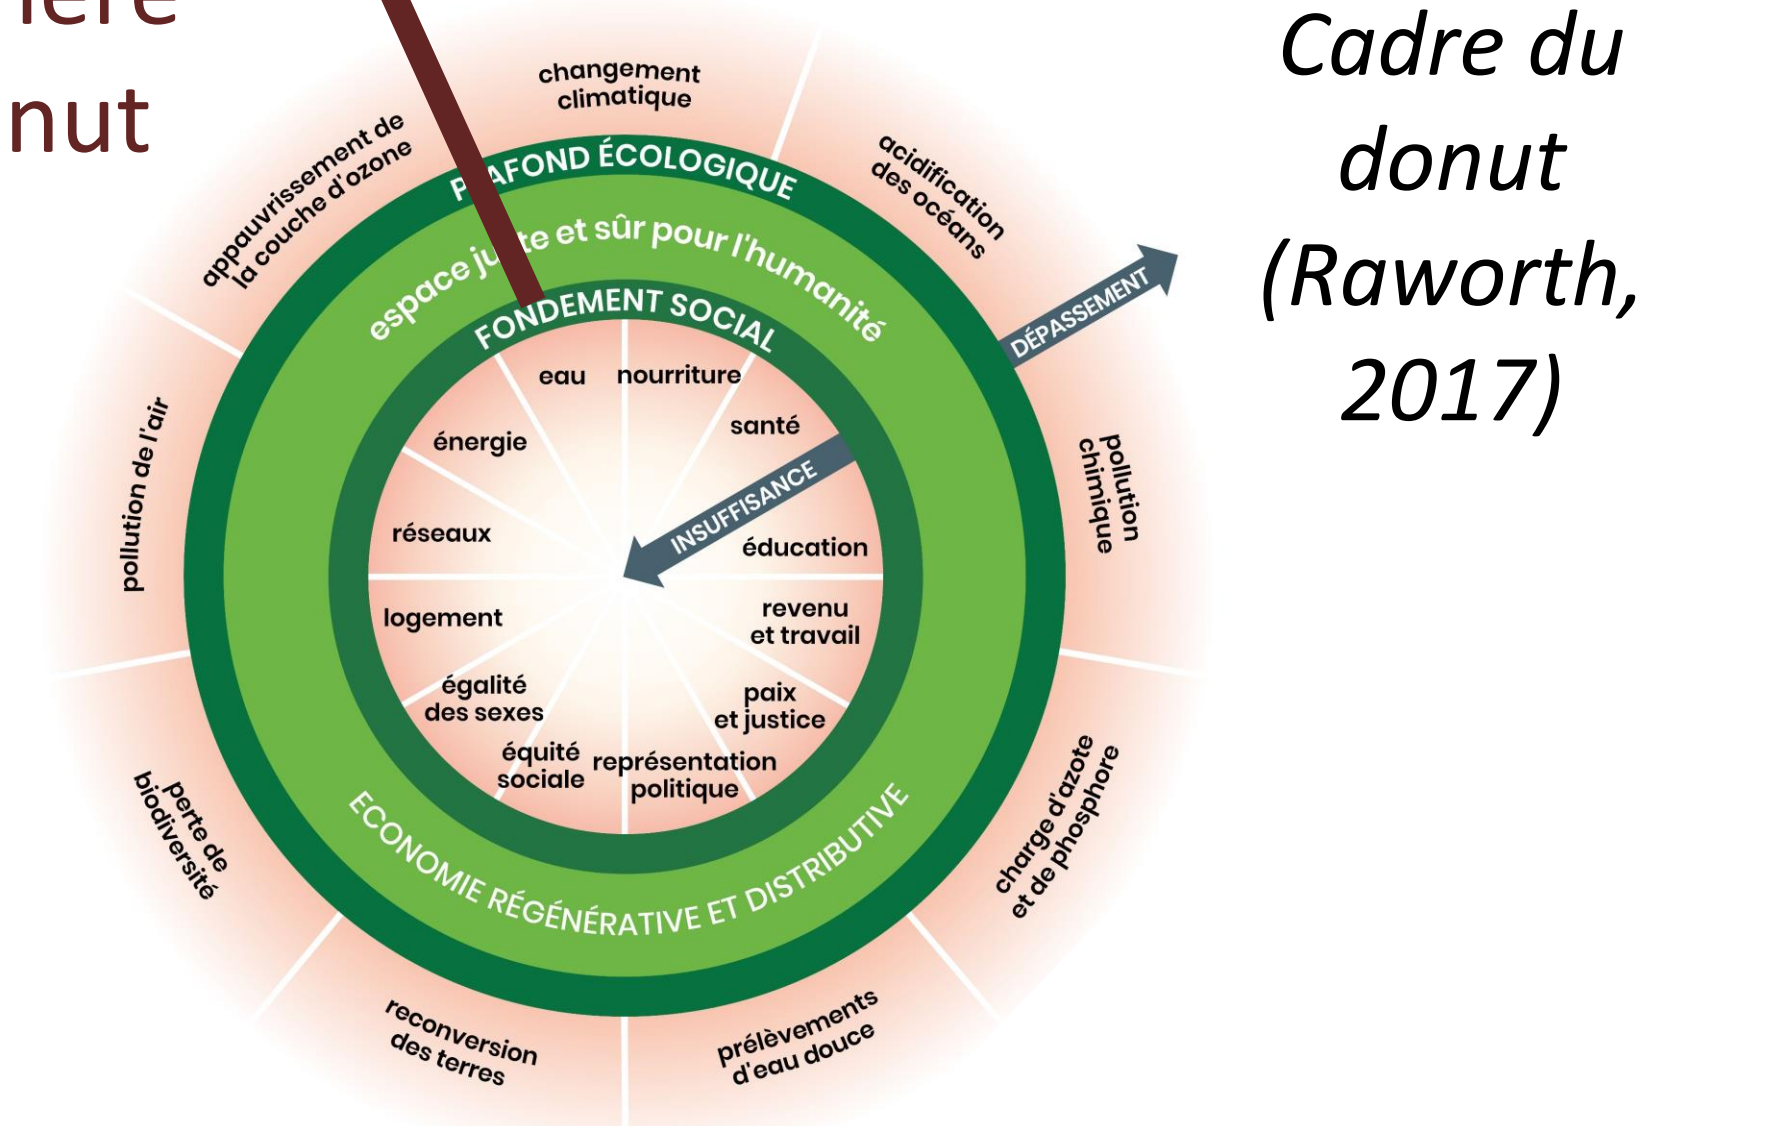 nut
Cadre du
donut
(Raworth,
2017)
changement
climatique
acidification
des océans
DÉPASSEMENT
pollution
chimique
charge d'azote
et de phosphore
prélèvements
d'eau douce
reconversion
des terres
perte de
biodiversité
pollution de l'air
appauvrissement de
la couche d'ozone
P AFOND ÉCOLOGIQUE
espace ju te et sûr pour l'humanité
FONDEMENT SOCIAL
eau
nourriture
santé
INSUFFISANCE
éducation
revenu
et travail
paix
et justice
représentation
politique
équité
sociale
égalité
des sexes
logement
réseaux
énergie
ECONOMIE RÉGÉNÉRATIVE ET DISTRIBUTIVE